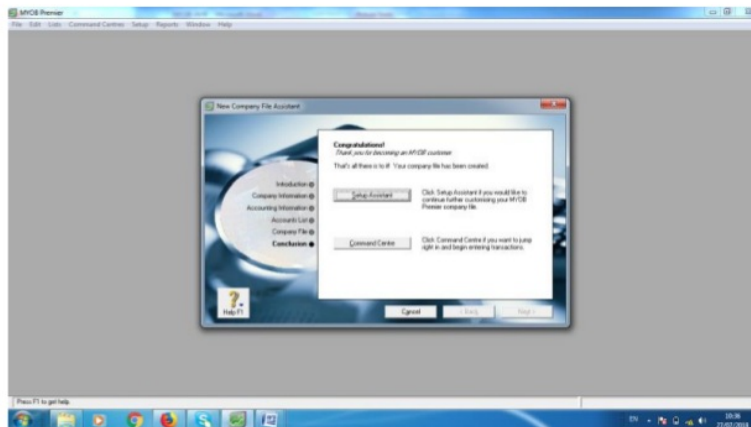 MYOB Premier
File Edit Lists Command Centres Setup Reports Window Help
New Company File Assistant
Congratulations!
Thank you for becoming an MYOB customer.
That's all there is to it! Your company file has been created.
Introduction
Company Information
Accounting Information
Accounts List
Company File
Conclusion
Setup Assistant
Click Setup Assistant if you would like to
continue further customising your MYOB
Premier company file.
Command Centre
Click Command Centre if you want to jump
right in and begin entering transactions.
Help F1
Cancel
< Back
Next >
Press F1 to get help.
EN
10:36
27/07/2018